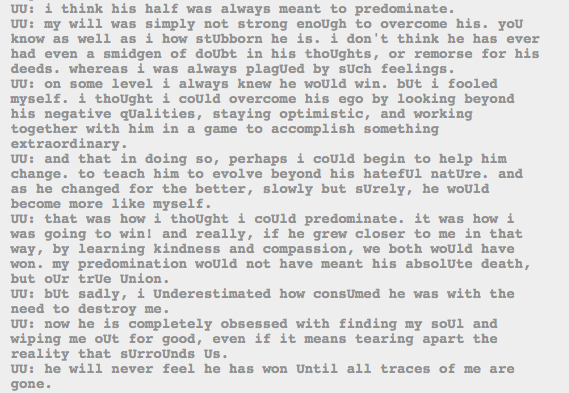 UU: i think his half was always meant to predominate.
UU: my will was simply not strong enoUgh to overcome his. yoU
know as well as i how stUbborn he is. i don't think he has ever
had even a smidgen of doUbt in his thoUghts, or remorse for his
deeds. whereas i was always plagUed by sUch feelings.
UU: on some level i always knew he woUld win. bUt i fooled
myself. i thoUght i coUld overcome his ego by looking beyond
his negative qUalities, staying optimistic, and working
together with him in a game to accomplish something
extraordinary.
UU: and that in doing so, perhaps i coUld begin to help him
change. to teach him to evolve beyond his hatefUl natUre. and
as he changed for the better, slowly but sUrely, he woUld
become more like myself.
UU: that was how i thoUght i coUld predominate. it was how i
was going to win! and really, if he grew closer to me in that
way, by learning kindness and compassion, we both woUld have
won. my predomination woUld not have meant his absolUte death,
but oUr trUe Union.
UU: bUt sadly, i Underestimated how consUmed he was with the
need to destroy me.
UU: now he is completely obsessed with finding my soUl and
wiping me oUt for good, even if it means tearing apart the
reality that sUrroUnds Us.
UU: he will never feel he has won Until all traces of me are
gone.